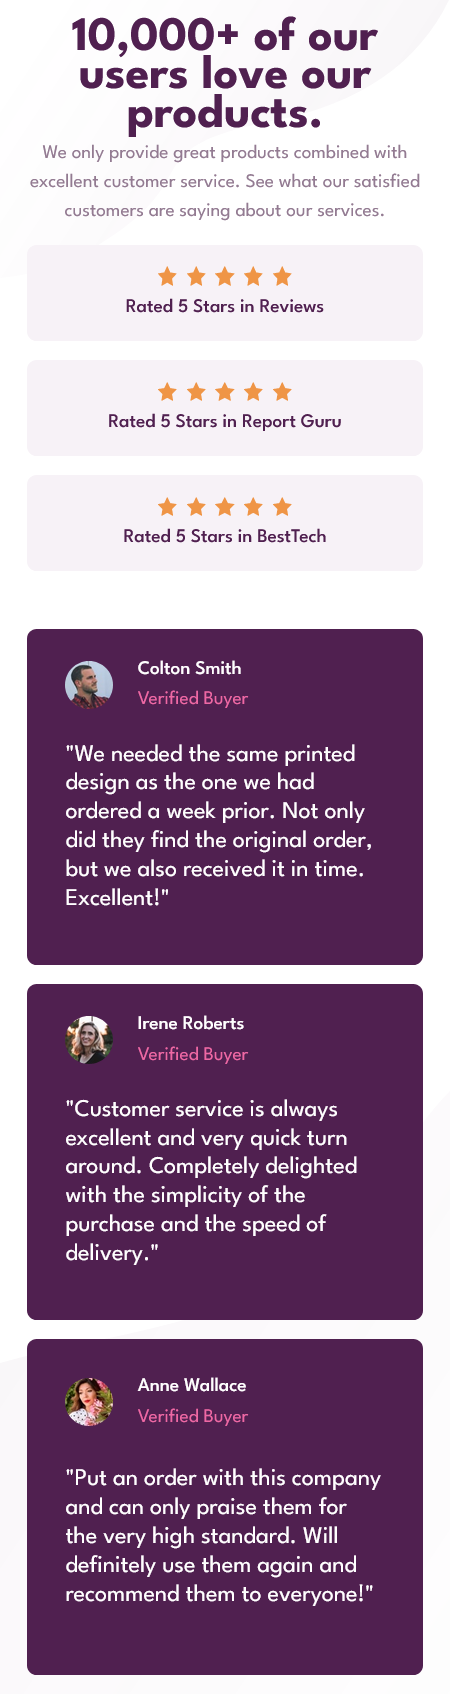 10,000+ of our
users love our
products.
We only provide great products combined with
excellent customer service. See what our satisfied
customers are saying about our services.
Rated 5 Stars in Reviews
Rated 5 Stars in Report Guru
Rated 5 Stars in BestTech
Colton Smith
Verified Buyer
"We needed the same printed
design as the one we had
ordered a week prior. Not only
did they find the original order,
but we also received it in time.
Excellent!"
Irene Roberts
Verified Buyer
"Customer service is always
excellent and very quick turn
around. Completely delighted
with the simplicity of the
purchase and the speed of
delivery."
Anne Wallace
Verified Buyer
"Put an order with this company
and can only praise them for
the very high standard. Will
definitely use them again and
recommend them to everyone!"